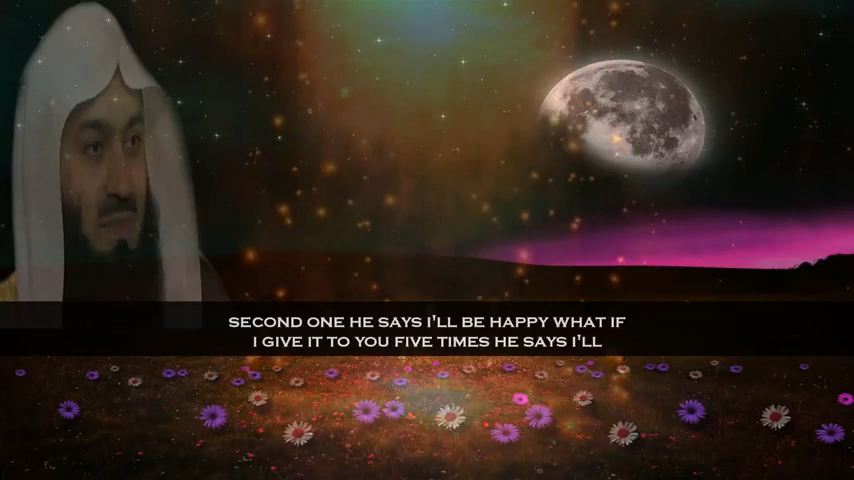 SECOND ONE HE SAYS I'LL BE HAPPY WHAT IF
I GIVE IT TO YOU FIVE TIMES HE SAYS I'LL